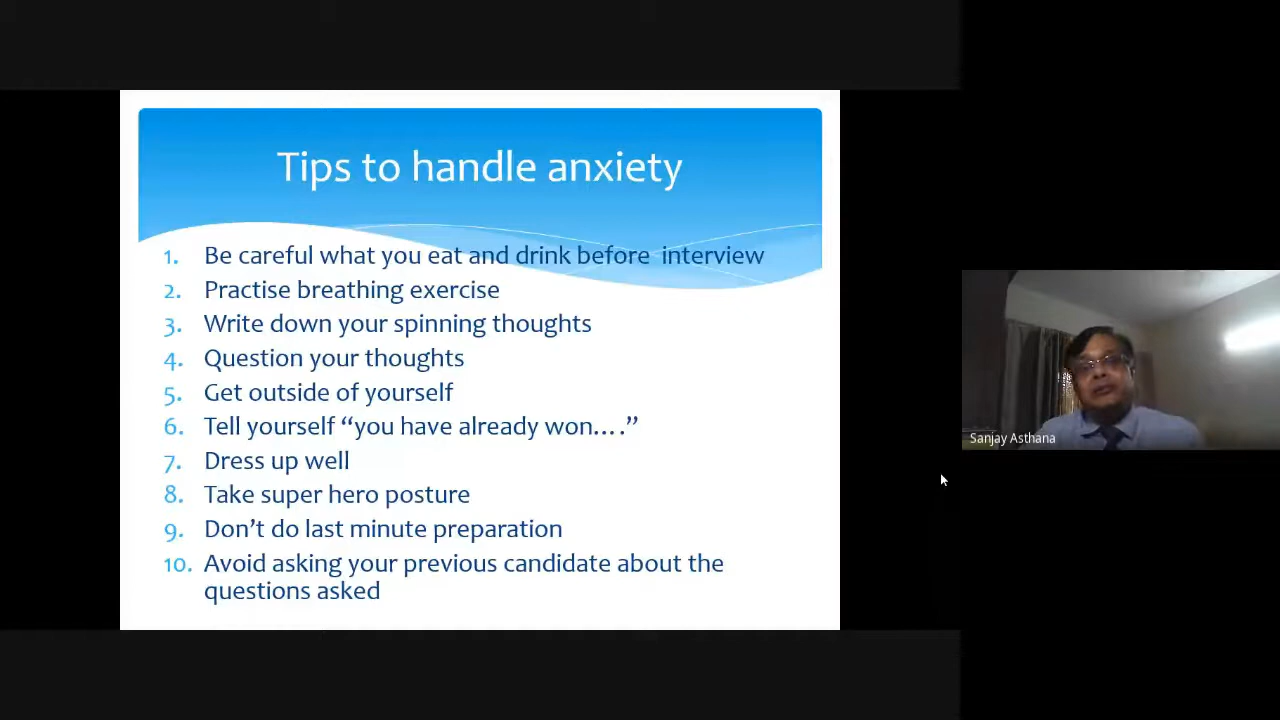 Tips to handle anxiety
1. Be careful what you eat and drink before interview
2. Practise breathing exercise
3. Write down your spinning thoughts
4. Question your thoughts
5. Get outside of yourself
6. Tell yourself “you have already won….”
7. Dress up well
8. Take super hero posture
9. Don’t do last minute preparation
10. Avoid asking your previous candidate about the
questions asked
Sanjay Asthana